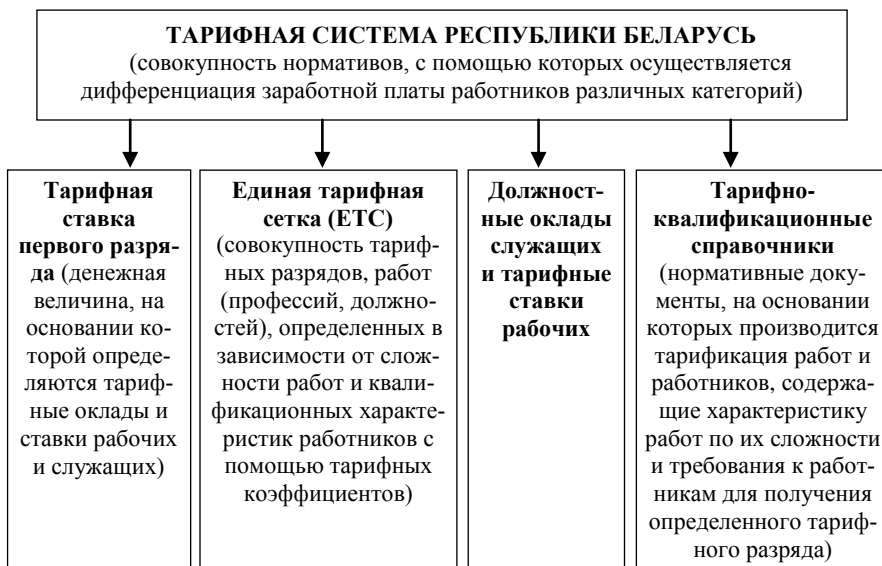 ТАРИФНАЯ СИСТЕМА РЕСПУБЛИКИ БЕЛАРУСЬ
(совокупность нормативов, с помощью которых осуществляется
дифференциация заработной платы работников различных категорий)
Тарифная
ставка
первого разря-
да (денежная
величина, на
основании ко-
торой опреде-
ляются тариф-
ные оклады и
ставки рабочих
и служащих)
Единая тарифная
сетка (ЕТС)
(совокупность тариф-
ных разрядов, работ
(профессий, должно-
стей), определенных в
зависимости от слож-
ности работ и квали-
фикационных характе-
ристик работников с
помощью тарифных
коэффициентов)
Должност-
ные оклады
служащих
и тарифные
ставки
рабочих
Тарифно-
квалификационные
справочники
(нормативные доку-
менты, на основании
которых производится
тарификация работ и
работников, содержа-
щие характеристику
работ по их сложности
и требования к работ-
никам для получения
определенного тариф-
ного разряда)